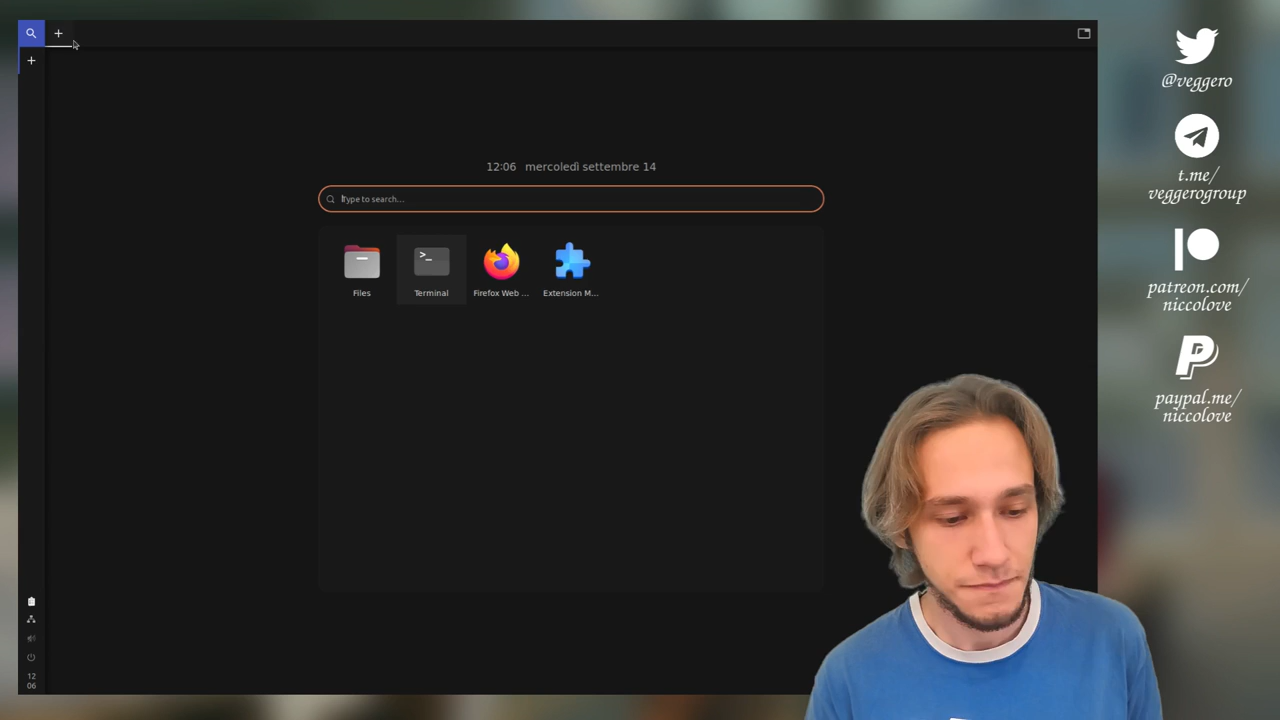 12:06 mercoledì settembre 14
Type to search...
Files
Terminal
Firefox Web ...
Extension M...
12
06
@veggero
t.me/
veggerogroup
patreon.com/
niccolove
paypal.me/
niccolove